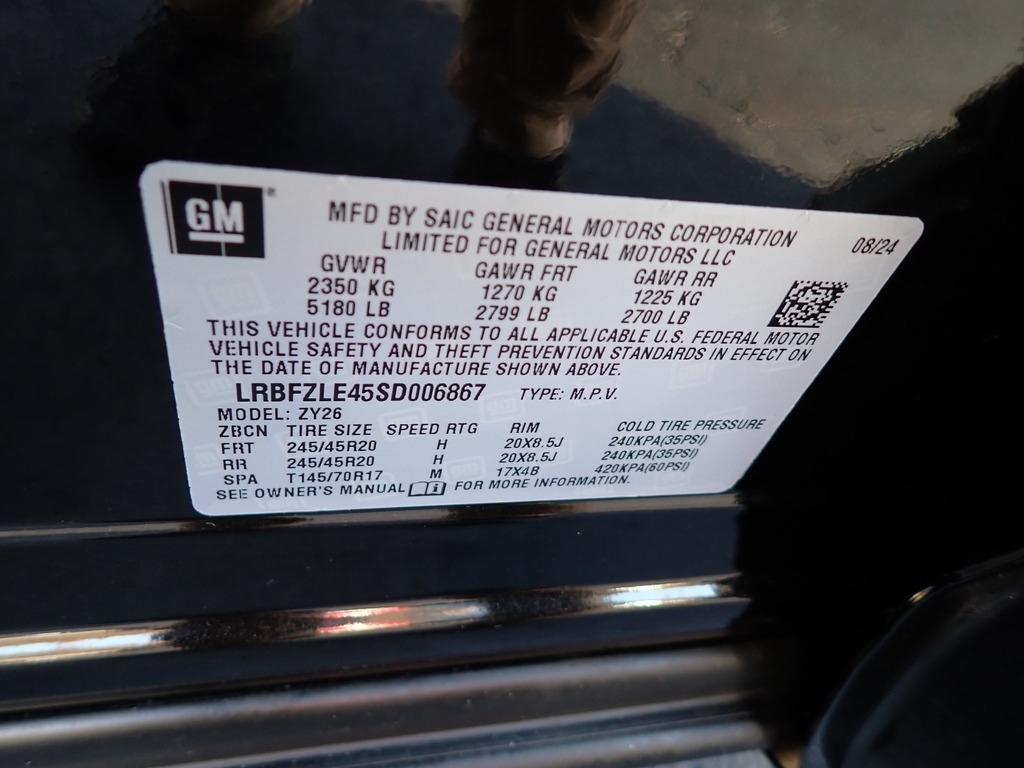 GM
MFD BY SAIC GENERAL MOTORS CORPORATION
LIMITED FOR GENERAL MOTORS LLC
08/24
GVWR GAWR FRT GAWR RR
2350 KG 1270 KG 1225 KG
5180 LB 2799 LB 2700 LB
THIS VEHICLE CONFORMS TO ALL APPLICABLE U.S. FEDERAL MOTOR
VEHICLE SAFETY AND THEFT PREVENTION STANDARDS IN EFFECT ON
THE DATE OF MANUFACTURE SHOWN ABOVE.
LRBFZLE45SD006867 TYPE: M.P.V.
MODEL: ZY26
ZBCN TIRE SIZE SPEED RTG RIM COLD TIRE PRESSURE
FRT 245/45R20 H 20X8.5J 240KPA(35PSI)
RR 245/45R20 H 20X8.5J 240KPA(35PSI)
SPA T145/70R17 M 17X4B 420KPA(60PSI)
SEE OWNER'S MANUAL FOR MORE INFORMATION.